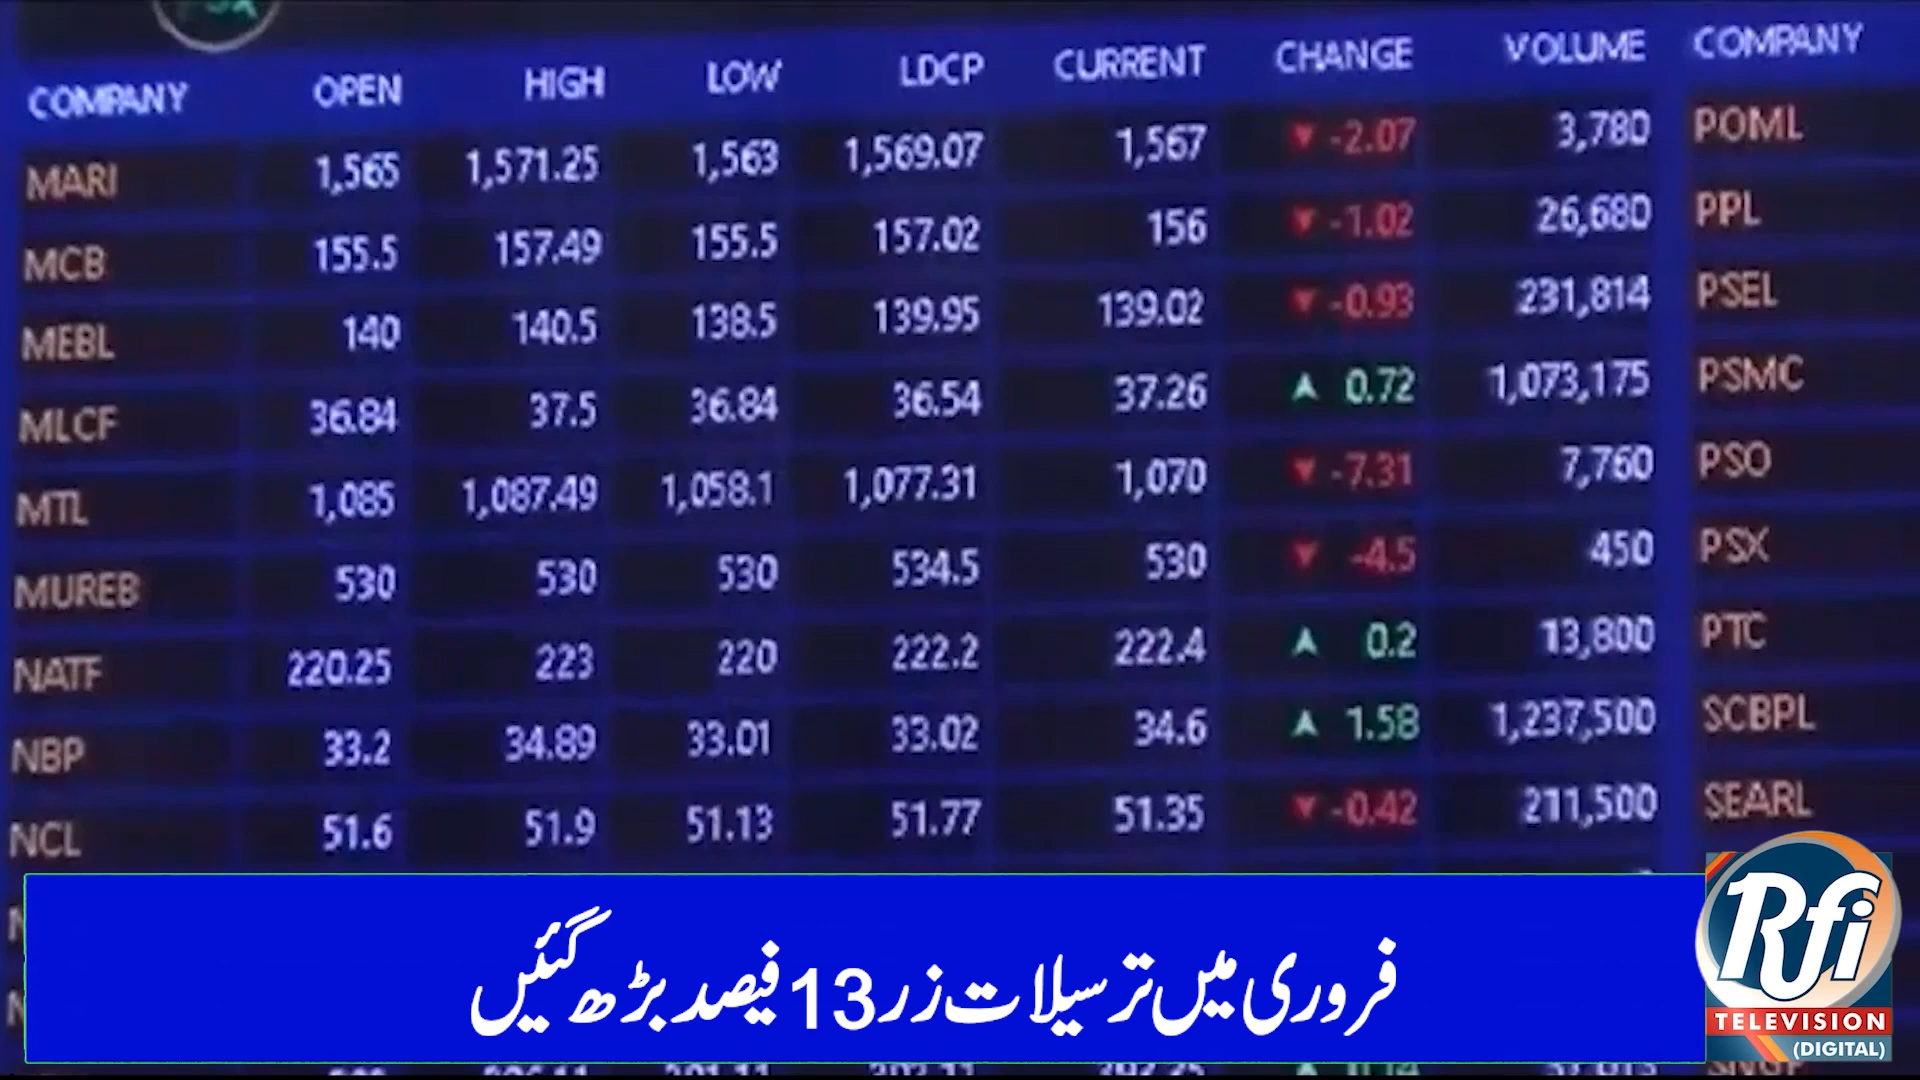 COMPANY OPEN HIGH LOW LDCP CURRENT CHANGE VOLUME COMPANY
MARI 1,565 1,571.25 1,563 1,569.07 1,567 ▼ -2.07 3,780 POML
MCB 155.5 157.49 155.5 157.02 156 ▼ -1.02 26,680 PPL
MEBL 140 140.5 138.5 139.95 139.02 ▼ -0.93 231,814 PSEL
MLCF 36.84 37.5 36.84 36.54 37.26 ▲ 0.72 1,073,175 PSMC
MTL 1,085 1,087.49 1,058.1 1,077.31 1,070 ▼ -7.31 7,760 PSO
MUREB 530 530 530 534.5 530 ▼ -4.5 450 PSX
NATF 220.25 223 220 222.2 222.4 ▲ 0.2 13,800 PTC
NBP 33.2 34.89 33.01 33.02 34.6 ▲ 1.58 1,237,500 SCBPL
NCL 51.6 51.9 51.13 51.77 51.35 ▼ -0.42 211,500 SEARL
فروری میں ترسیلات زر 13 فیصد بڑھ گئیں
Rfi
TELEVISION
(DIGITAL)